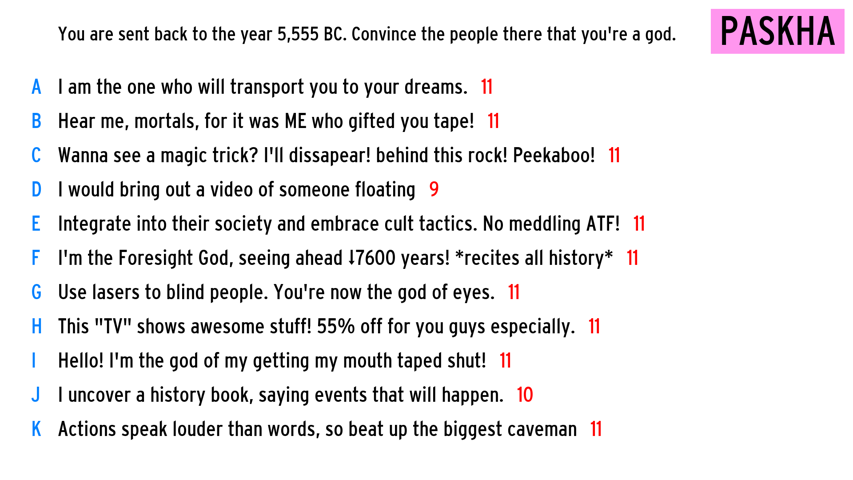 You are sent back to the year 5,555 BC. Convince the people there that you're a god.
PASKHA
A I am the one who will transport you to your dreams. 11
B Hear me, mortals, for it was ME who gifted you tape! 11
C Wanna see a magic trick? I'll dissapear! behind this rock! Peekaboo! 11
D I would bring out a video of someone floating 9
E Integrate into their society and embrace cult tactics. No meddling ATF! 11
F I'm the Foresight God, seeing ahead ⇂7600 years! *recites all history* 11
G Use lasers to blind people. You're now the god of eyes. 11
H This "TV" shows awesome stuff! 55% off for you guys especially. 11
I Hello! I'm the god of my getting my mouth taped shut! 11
J I uncover a history book, saying events that will happen. 10
K Actions speak louder than words, so beat up the biggest caveman 11